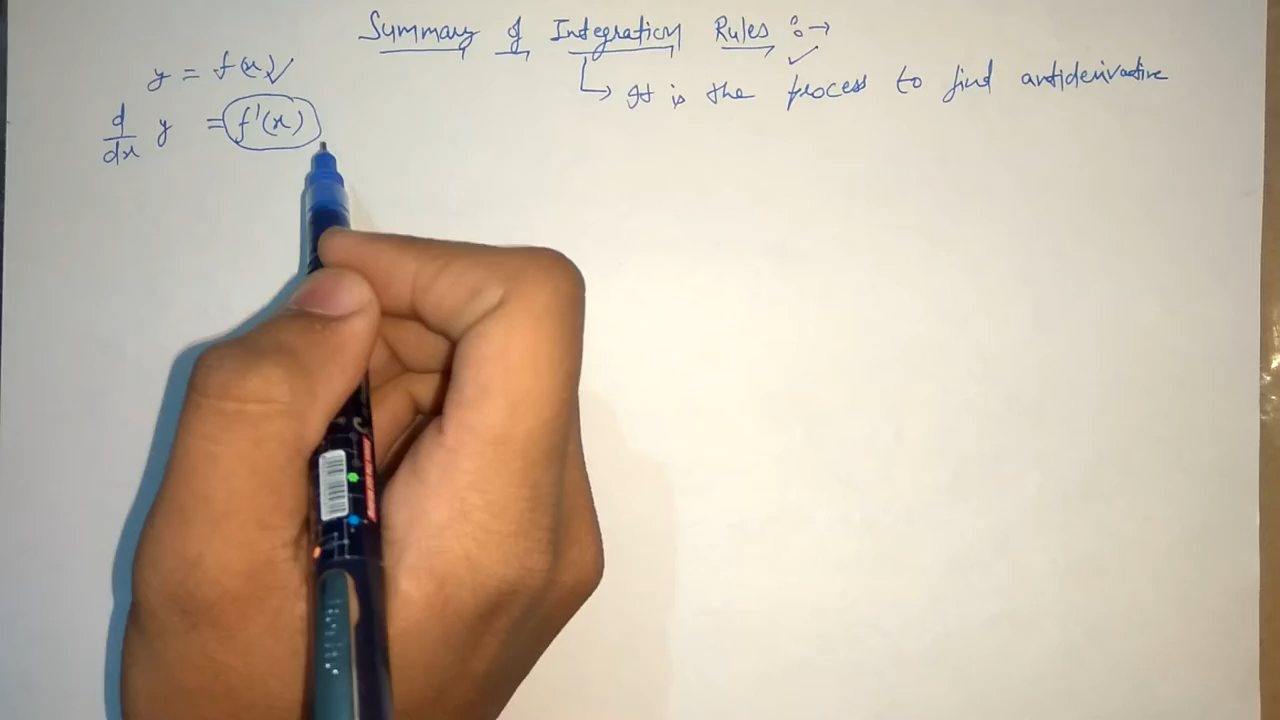 Summary of Integration Rules :→
↳ It is the process to find antiderivative
y = f(x) ✓
d/dx y = f'(x)